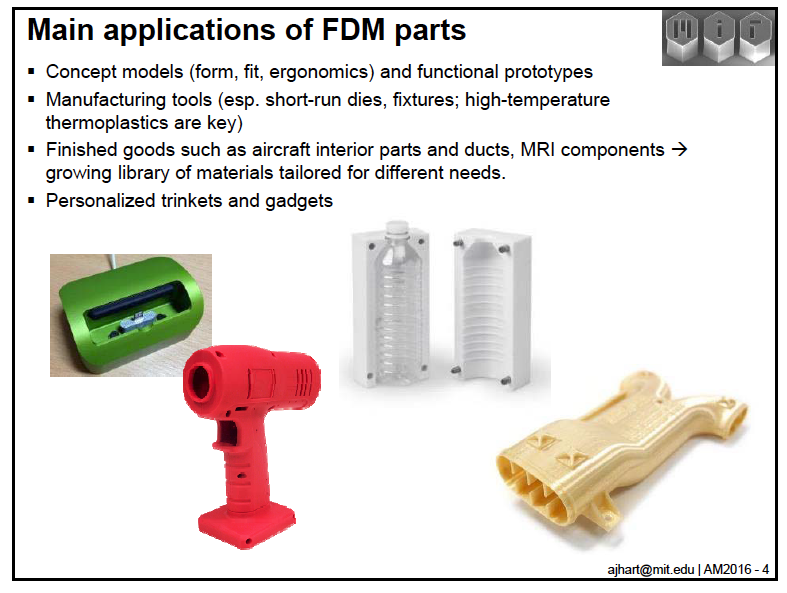 Main applications of FDM parts
MIT
▪ Concept models (form, fit, ergonomics) and functional prototypes
▪ Manufacturing tools (esp. short-run dies, fixtures; high-temperature
thermoplastics are key)
▪ Finished goods such as aircraft interior parts and ducts, MRI components →
growing library of materials tailored for different needs.
▪ Personalized trinkets and gadgets
ajhart@mit.edu | AM2016 - 4